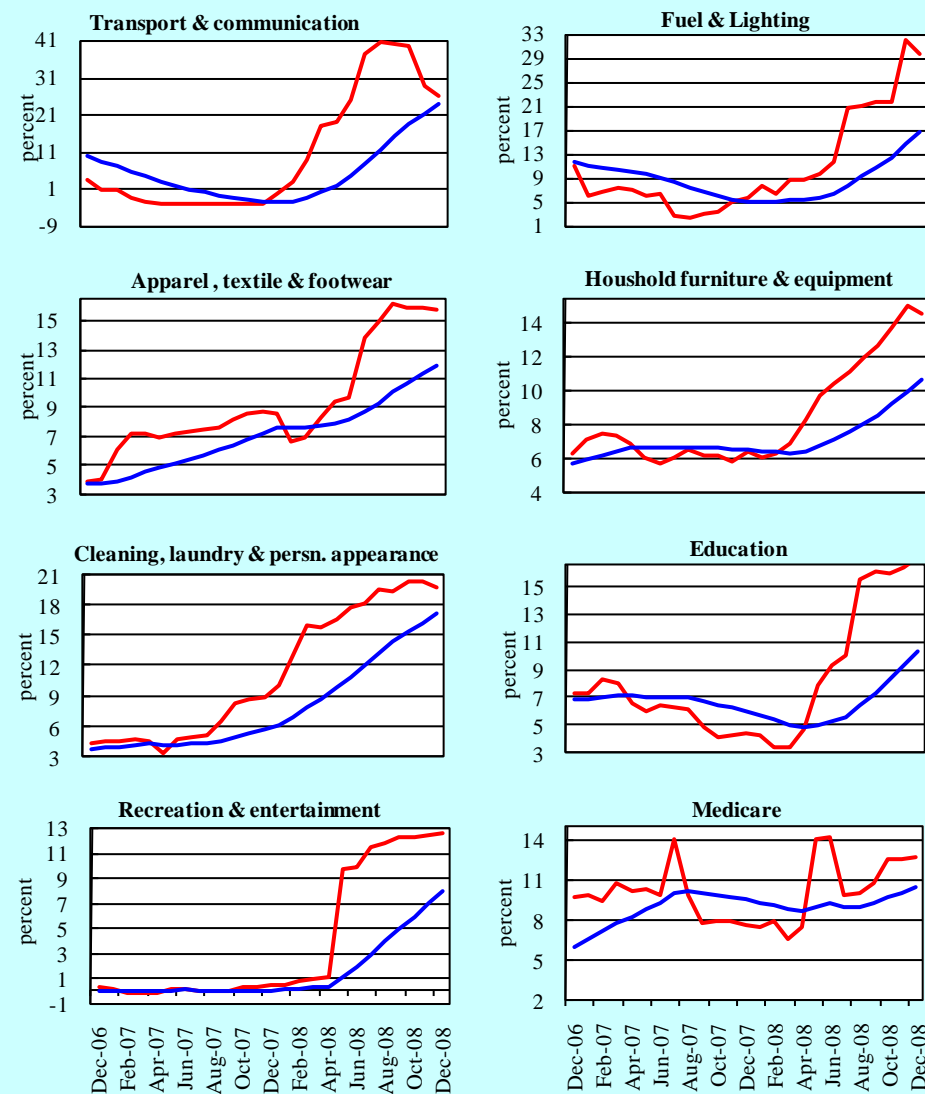 Transport & communication
percent
41
31
21
11
1
-9
Fuel & Lighting
percent
33
29
25
21
17
13
9
5
1
Apparel , textile & footwear
percent
15
13
11
9
7
5
3
Houshold furniture & equipment
percent
14
12
10
8
6
4
Cleaning, laundry & persn. appearance
percent
21
18
15
12
9
6
3
Education
percent
15
13
11
9
7
5
3
Recreation & entertainment
percent
13
11
9
7
5
3
1
-1
Dec-06
Feb-07
Apr-07
Jun-07
Aug-07
Oct-07
Dec-07
Feb-08
Apr-08
Jun-08
Aug-08
Oct-08
Dec-08
Medicare
percent
14
11
8
5
2
Dec-06
Feb-07
Apr-07
Jun-07
Aug-07
Oct-07
Dec-07
Feb-08
Apr-08
Jun-08
Aug-08
Oct-08
Dec-08